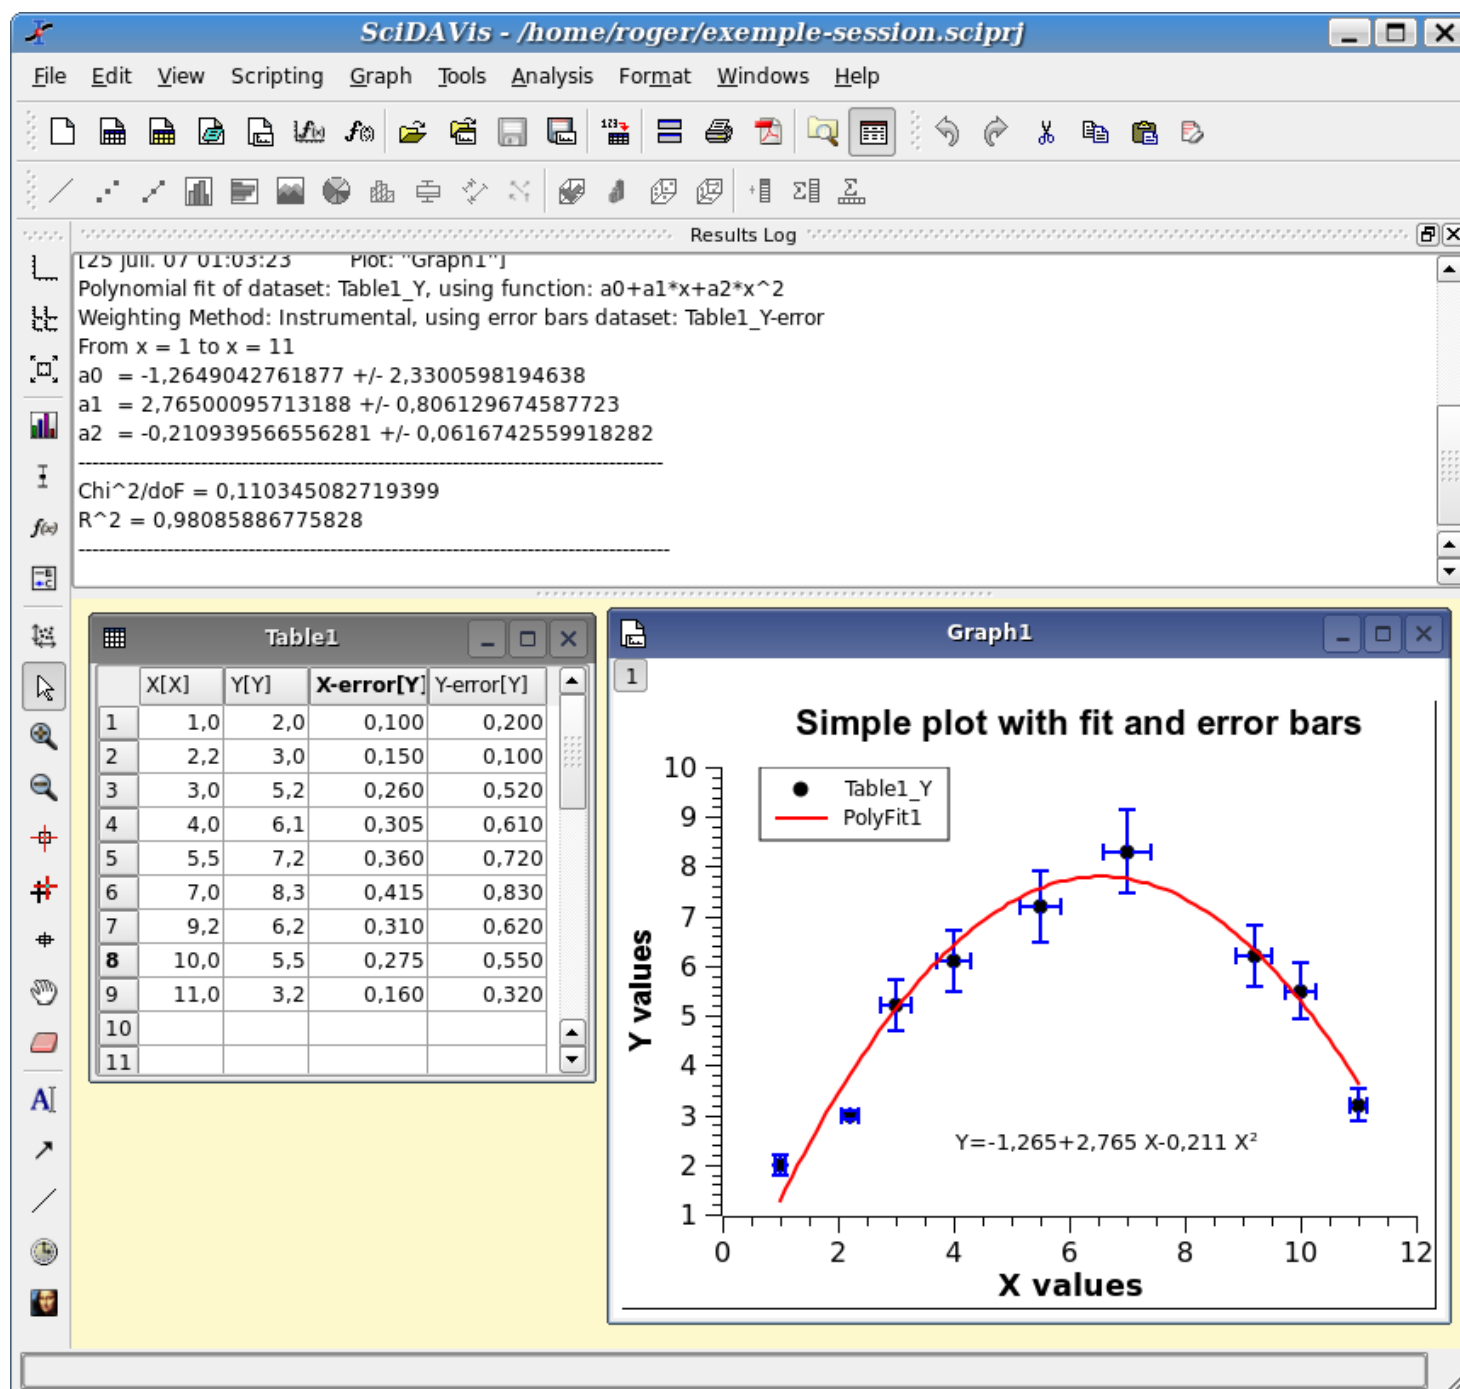 SciDAVis - /home/roger/exemple-session.sciprj
File Edit View Scripting Graph Tools Analysis Format Windows Help
Results Log
[25 juil. 07 01:03:23 Plot: "Graph1"]
Polynomial fit of dataset: Table1_Y, using function: a0+a1*x+a2*x^2
Weighting Method: Instrumental, using error bars dataset: Table1_Y-error
From x = 1 to x = 11
a0 = -1,2649042761877 +/- 2,3300598194638
a1 = 2,76500095713188 +/- 0,806129674587723
a2 = -0,210939566556281 +/- 0,0616742559918282
---------------------------------------------------------------------------------------
Chi^2/doF = 0,110345082719399
R^2 = 0,98085886775828
---------------------------------------------------------------------------------------
Table1
X[X] Y[Y] X-error[Y] Y-error[Y]
1 1,0 2,0 0,100 0,200
2 2,2 3,0 0,150 0,100
3 3,0 5,2 0,260 0,520
4 4,0 6,1 0,305 0,610
5 5,5 7,2 0,360 0,720
6 7,0 8,3 0,415 0,830
7 9,2 6,2 0,310 0,620
8 10,0 5,5 0,275 0,550
9 11,0 3,2 0,160 0,320
10
11
Graph1
1
Simple plot with fit and error bars
Table1_Y
PolyFit1
10
9
8
7
6
5
4
3
2
1
Y values
Y=-1,265+2,765 X-0,211 X²
0 2 4 6 8 10 12
X values